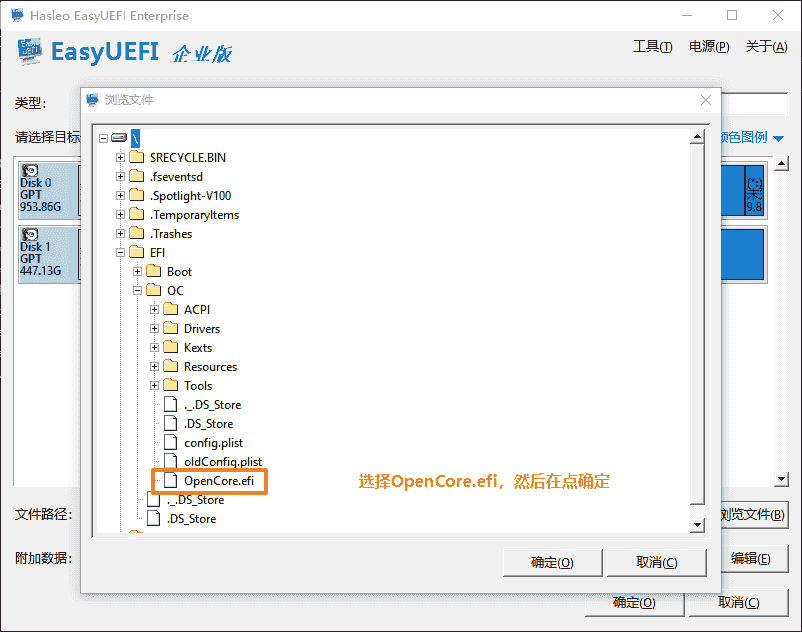 Hasleo EasyUEFI Enterprise
EasyUEFI 企业版
工具(T) 电源(P) 关于(A)
类型:
请选择目标
颜色图例
Disk 0
GPT
953.86G
9.8
Disk 1
GPT
447.13G
浏览文件
\
$RECYCLE.BIN
.fseventsd
.Spotlight-V100
.TemporaryItems
.Trashes
EFI
Boot
OC
ACPI
Drivers
Kexts
Resources
Tools
._.DS_Store
.DS_Store
config.plist
oldConfig.plist
OpenCore.efi
选择OpenCore.efi，然后在点确定
._.DS_Store
.DS_Store
确定(O) 取消(C)
文件路径:
浏览文件(B)
附加数据:
编辑(E)
确定(O) 取消(C)